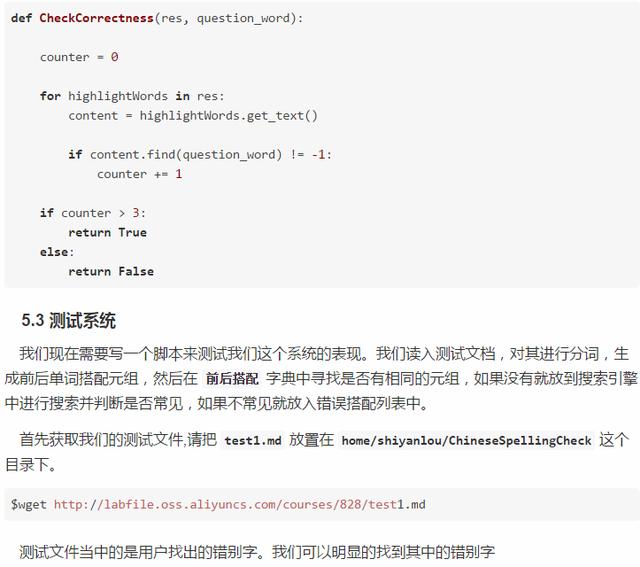 def CheckCorrectness(res, question_word):
counter = 0
for highlightWords in res:
content = highlightWords.get_text()
if content.find(question_word) != -1:
counter += 1
if counter > 3:
return True
else:
return False
5.3 测试系统
我们现在需要写一个脚本来测试我们这个系统的表现。我们读入测试文档，对其进行分词，生
成前后单词搭配元组，然后在 前后搭配 字典中寻找是否有相同的元组，如果没有就放到搜索引擎
中进行搜索并判断是否常见，如果不常见就放入错误搭配列表中。
首先获取我们的测试文件,请把 test1.md 放置在 home/shiyanlou/ChineseSpellingCheck 这个
目录下。
$wget http://labfile.oss.aliyuncs.com/courses/828/test1.md
测试文件当中的是用户找出的错别字。我们可以明显的找到其中的错别字